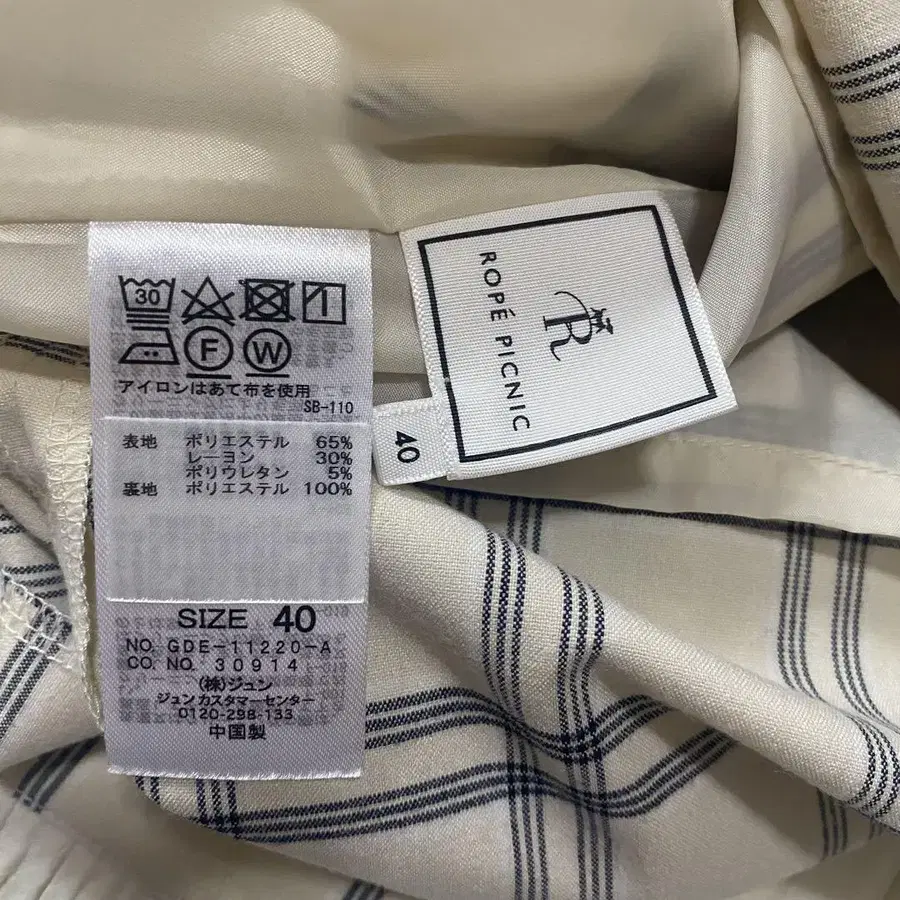 30
F W
アイロンはあて布を使用
SB-110
表地 ポリエステル 65%
レーヨン 30%
ポリウレタン 5%
裏地 ポリエステル 100%
SIZE 40
NO. GDE-11220-A
CO. NO. 30914
(株)ジュン
ジュンカスタマーセンター
0120-298-133
中国製
R
ROPÉ PICNIC
40